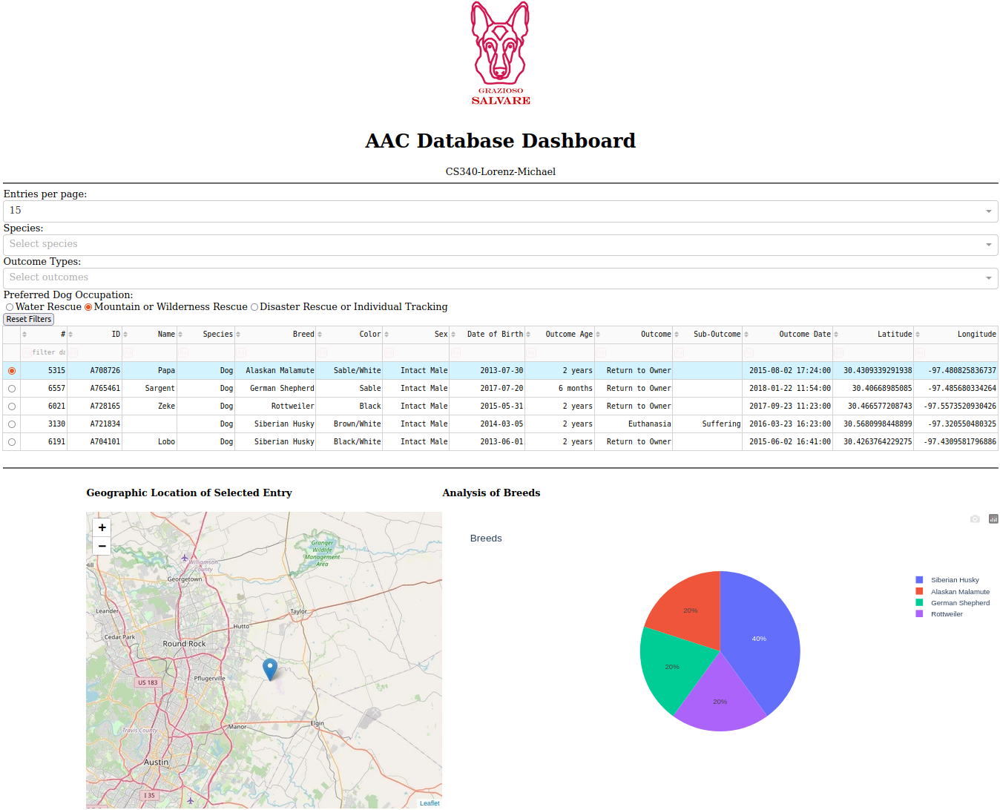 GRAZIOSO
SALVARE
AAC Database Dashboard
CS340-Lorenz-Michael
Entries per page:
15
Species:
Select species
Outcome Types:
Select outcomes
Preferred Dog Occupation:
Water Rescue Mountain or Wilderness Rescue Disaster Rescue or Individual Tracking
Reset Filters
# ID Name Species Breed Color Sex Date of Birth Outcome Age Outcome Sub-Outcome Outcome Date Latitude Longitude
filter da
5315 A708726 Papa Dog Alaskan Malamute Sable/White Intact Male 2013-07-30 2 years Return to Owner 2015-08-02 17:24:00 30.4309339291938 -97.480825836737
6557 A765461 Sargent Dog German Shepherd Sable Intact Male 2017-07-20 6 months Return to Owner 2018-01-22 11:54:00 30.40668985085 -97.485680334264
6021 A728165 Zeke Dog Rottweiler Black Intact Male 2015-05-31 2 years Return to Owner 2017-09-23 11:23:00 30.466577208743 -97.5573520930426
3130 A721834 Dog Siberian Husky Brown/White Intact Male 2014-03-05 2 years Euthanasia Suffering 2016-03-23 16:23:00 30.5680998448899 -97.320550480325
6191 A704101 Lobo Dog Siberian Husky Black/White Intact Male 2013-06-01 2 years Return to Owner 2015-06-02 16:41:00 30.4263764229275 -97.4309581796886
Geographic Location of Selected Entry
+
−
Granger
Wildlife
Management
Area
Williamson
County
Georgetown
Leander
Taylor
Hutto
Cedar Park
Round Rock
US 183
Pflugerville
Elgin
Manor
Travis County
Austin
I 35
Leaflet
Analysis of Breeds
Breeds
Siberian Husky
Alaskan Malamute
German Shepherd
Rottweiler
20%
40%
20%
20%